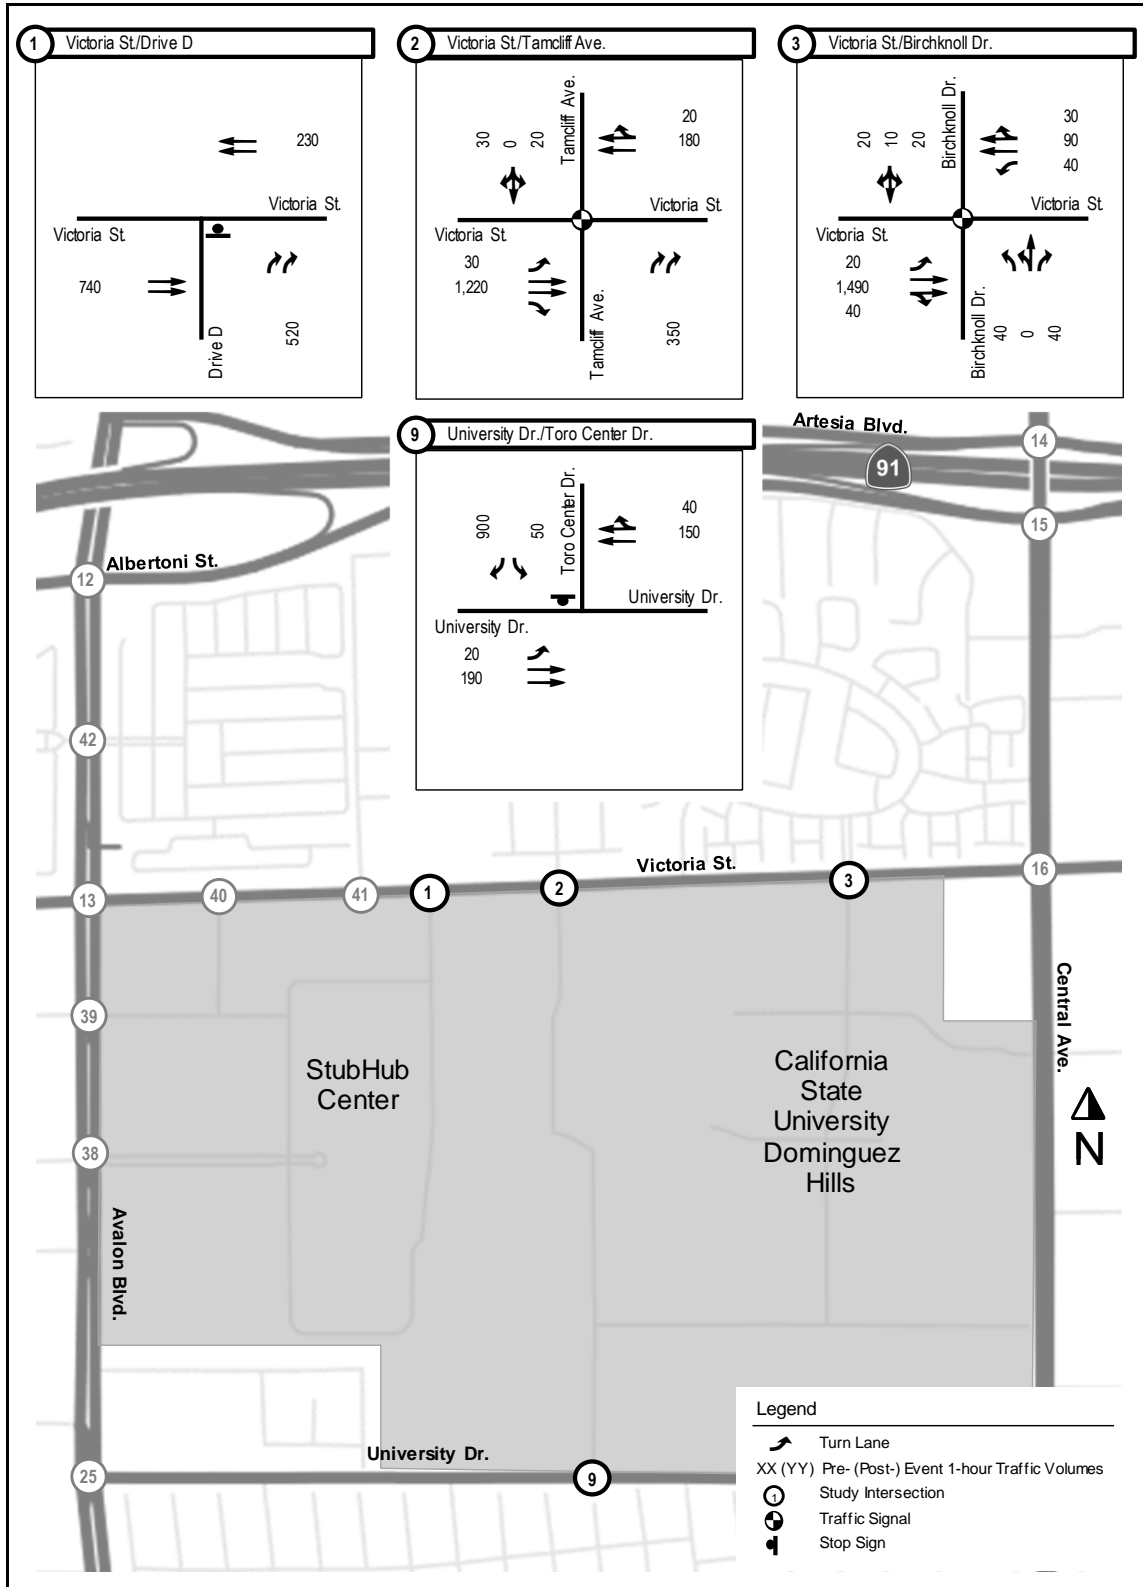 1 Victoria St./Drive D
230
Victoria St.
Victoria St.
740
Drive D
520
2 Victoria St./Tamcliff Ave.
30 0 20
Tamcliff Ave.
20
180
Victoria St.
Victoria St.
30
1,220
Tamcliff Ave.
350
3 Victoria St./Birchknoll Dr.
20 10 20
Birchknoll Dr.
30
90
40
Victoria St.
Victoria St.
20
1,490
40
Birchknoll Dr.
40 0 40
9 University Dr./Toro Center Dr.
900 50
Toro Center Dr.
40
150
University Dr.
University Dr.
20
190
Artesia Blvd.
14
91
15
Albertoni St.
12
42
Victoria St.
13
40
41
1
2
3
16
39
Central Ave.
StubHub
Center
California
State
University
Dominguez
Hills
N
38
Avalon Blvd.
University Dr.
25
9
Legend
Turn Lane
XX (YY) Pre- (Post-) Event 1-hour Traffic Volumes
1 Study Intersection
Traffic Signal
Stop Sign